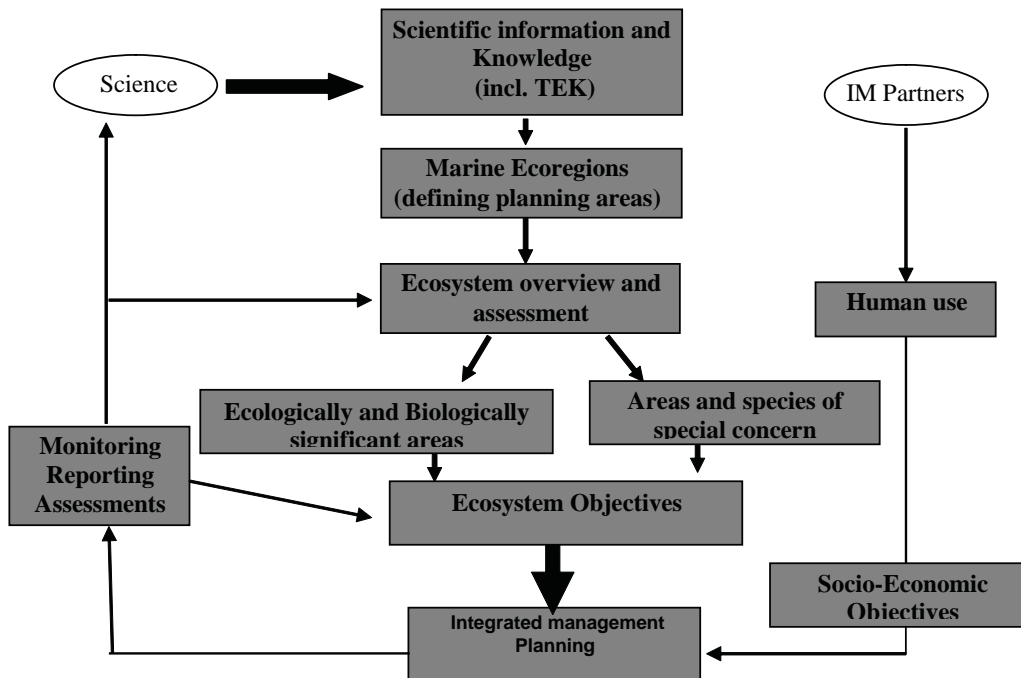 Scientific information and
Knowledge
(incl. TEK)
Science
IM Partners
Marine Ecoregions
(defining planning areas)
Ecosystem overview and
assessment
Human use
Ecologically and Biologically
significant areas
Areas and species of
special concern
Monitoring
Reporting
Assessments
Ecosystem Objectives
Socio-Economic
Objectives
Integrated management
Planning